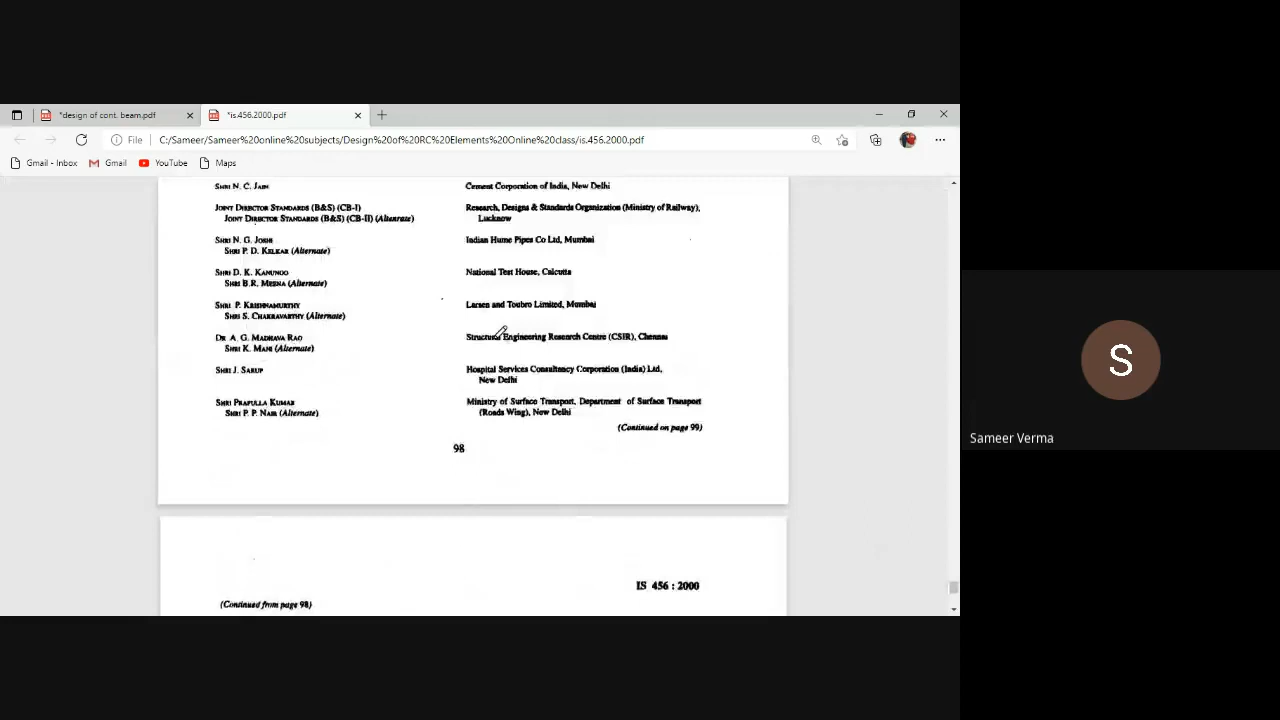 *design of cont. beam.pdf
*is.456.2000.pdf
File
C:/Sameer/Sameer%20online%20subjects/Design%20of%20RC%20Elements%20Online%20class/is.456.2000.pdf
Gmail - Inbox
Gmail
YouTube
Maps
SHRI N. C. JAIN
Cement Corporation of India, New Delhi
JOINT DIRECTOR STANDARDS (B&S) (CB-I)
Research, Designs & Standards Organization (Ministry of Railway),
JOINT DIRECTOR STANDARDS (B&S) (CB-II) (Alternate)
Lucknow
SHRI N. G. JOSHI
Indian Hume Pipes Co Ltd, Mumbai
SHRI P. D. KELKAR (Alternate)
SHRI D. K. KANUNGO
National Test House, Calcutta
SHRI B.R. MEENA (Alternate)
SHRI P. KRISHNAMURTHY
Larsen and Toubro Limited, Mumbai
SHRI S. CHAKRAVARTHY (Alternate)
DR A. G. MADHAVA RAO
Structural Engineering Research Centre (CSIR), Chennai
SHRI K. MANI (Alternate)
SHRI J. SARUP
Hospital Services Consultancy Corporation (India) Ltd,
New Delhi
SHRI PRAFULLA KUMAR
Ministry of Surface Transport, Department of Surface Transport
SHRI P. P. NAIR (Alternate)
(Roads Wing), New Delhi
(Continued on page 99)
98
IS 456 : 2000
(Continued from page 98)
S
Sameer Verma